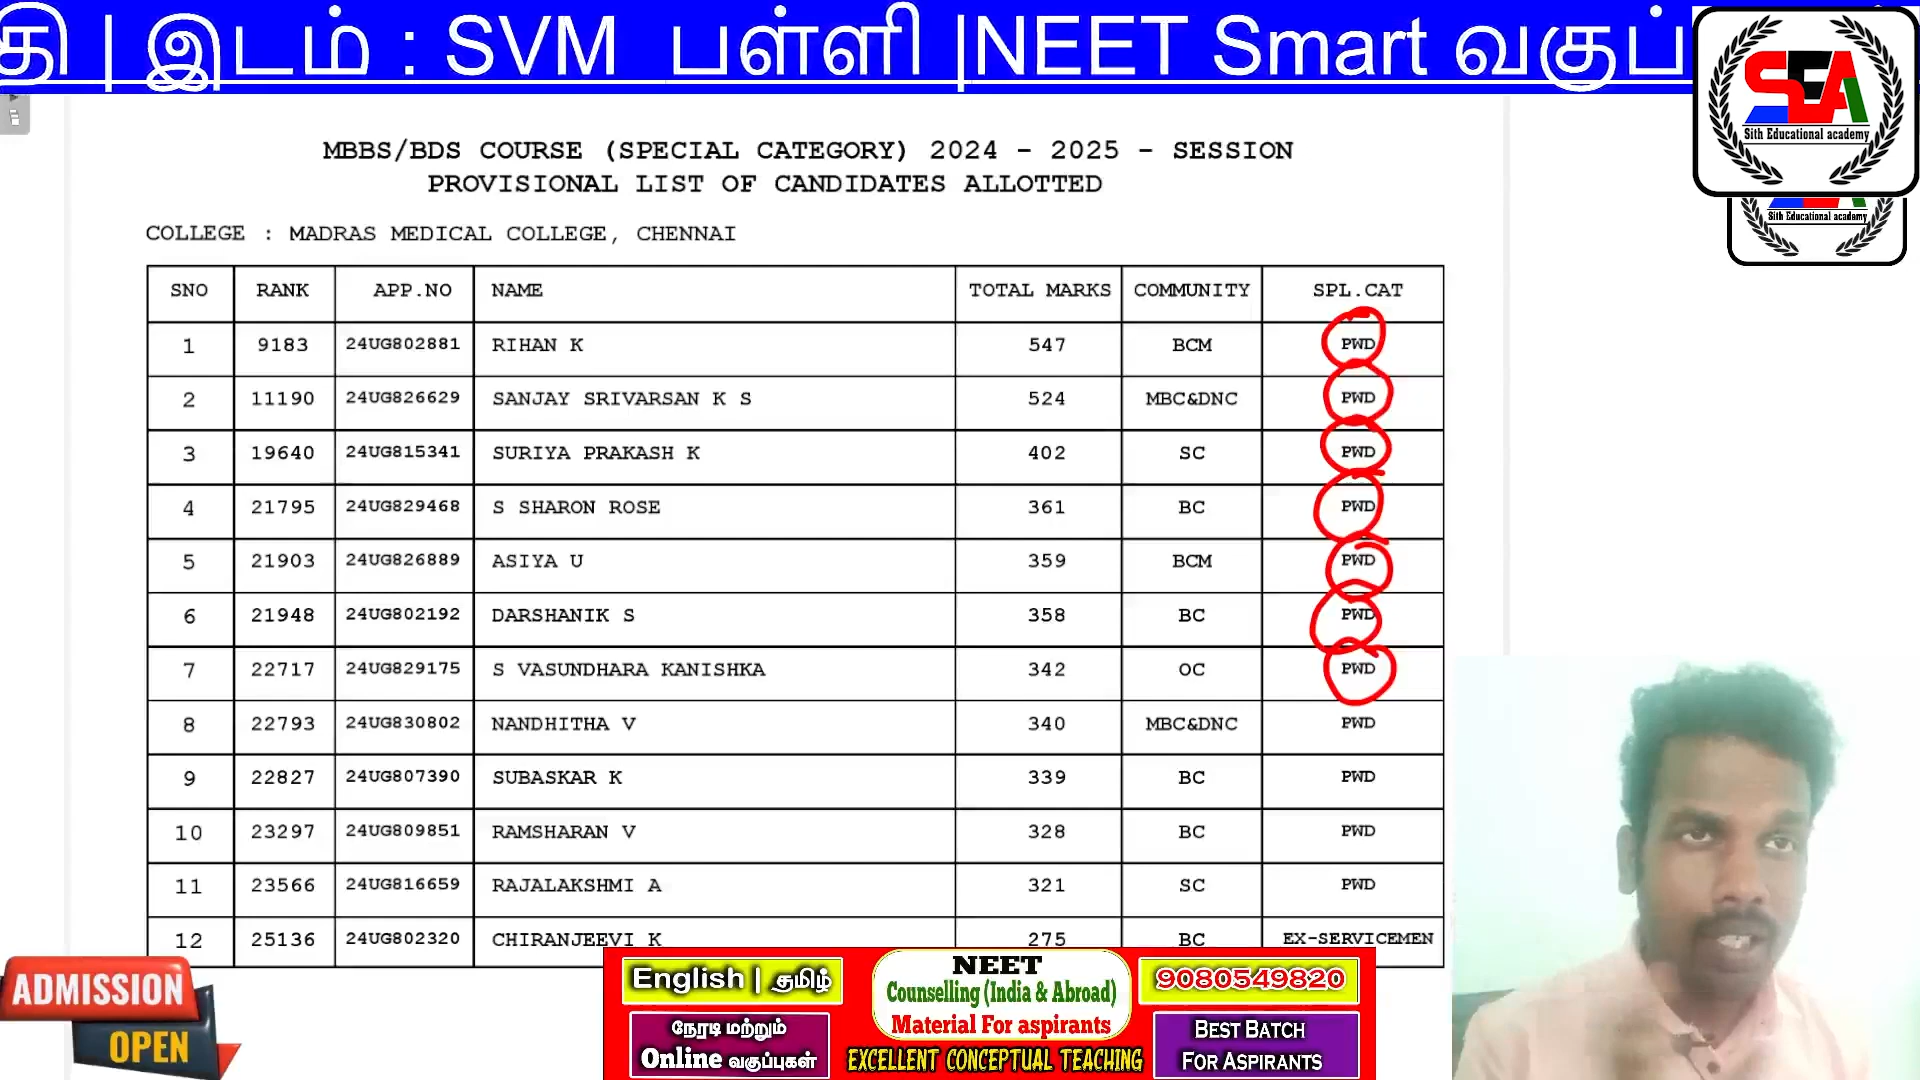 தி | இடம் : SVM பள்ளி |NEET Smart வகுப்
SEA
Sith Educational academy
Sith Educational academy
MBBS/BDS COURSE (SPECIAL CATEGORY) 2024 - 2025 - SESSION
PROVISIONAL LIST OF CANDIDATES ALLOTTED
COLLEGE : MADRAS MEDICAL COLLEGE, CHENNAI
SNO RANK APP.NO NAME TOTAL MARKS COMMUNITY SPL.CAT
1 9183 24UG802881 RIHAN K 547 BCM PWD
2 11190 24UG826629 SANJAY SRIVARSAN K S 524 MBC&DNC PWD
3 19640 24UG815341 SURIYA PRAKASH K 402 SC PWD
4 21795 24UG829468 S SHARON ROSE 361 BC PWD
5 21903 24UG826889 ASIYA U 359 BCM PWD
6 21948 24UG802192 DARSHANIK S 358 BC PWD
7 22717 24UG829175 S VASUNDHARA KANISHKA 342 OC PWD
8 22793 24UG830802 NANDHITHA V 340 MBC&DNC PWD
9 22827 24UG807390 SUBASKAR K 339 BC PWD
10 23297 24UG809851 RAMSHARAN V 328 BC PWD
11 23566 24UG816659 RAJALAKSHMI A 321 SC PWD
12 25136 24UG802320 CHIRANJEEVI K 275 BC EX-SERVICEMEN
ADMISSION
OPEN
English | தமிழ்
நேரடி மற்றும்
Online வகுப்புகள்
NEET
Counselling (India & Abroad)
Material For aspirants
EXCELLENT CONCEPTUAL TEACHING
9080549820
BEST BATCH
FOR ASPIRANTS